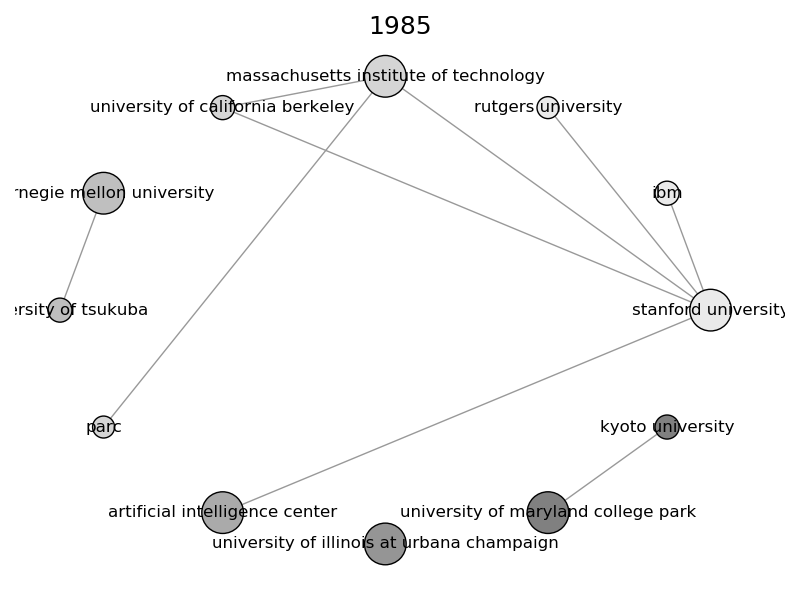 1985
massachusetts institute of technology
university of california berkeley
rutgers university
rnegie mellon university
ibm
ersity of tsukuba
stanford university
parc
kyoto university
artificial intelligence center
university of maryland college park
university of illinois at urbana champaign